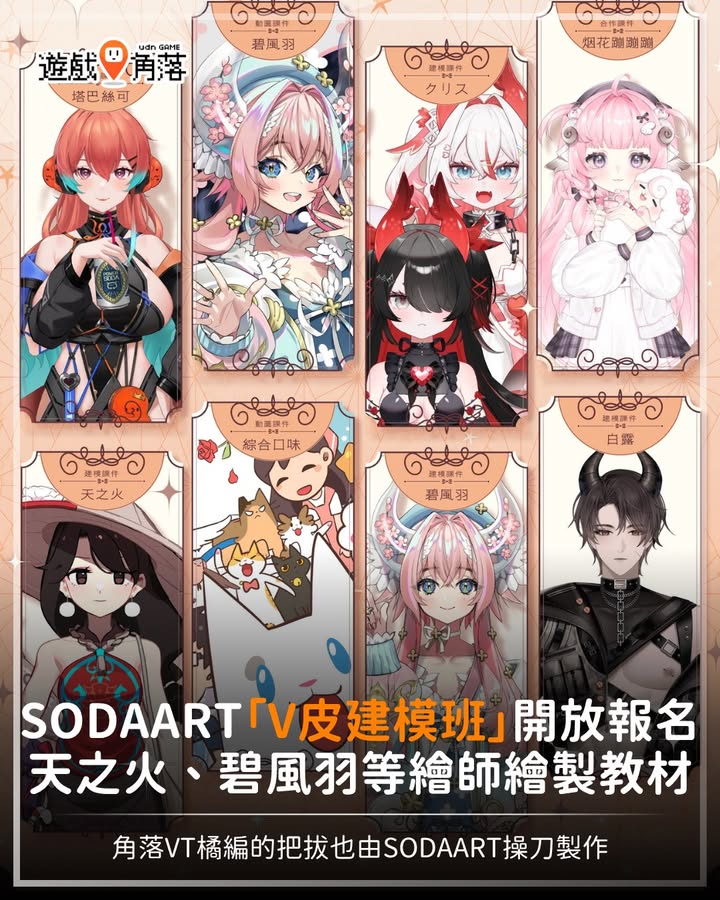 udn GAME
遊戲角落
塔巴絲可
動圖課件
碧風羽
建模課件
クリス
合作課件
烟花蹦蹦蹦
建模課件
天之火
動圖課件
綜合口味
建模課件
碧風羽
建模課件
白露
SODAART「V皮建模班」開放報名
天之火、碧風羽等繪師繪製教材
角落VT橘編的把拔也由SODAART操刀製作